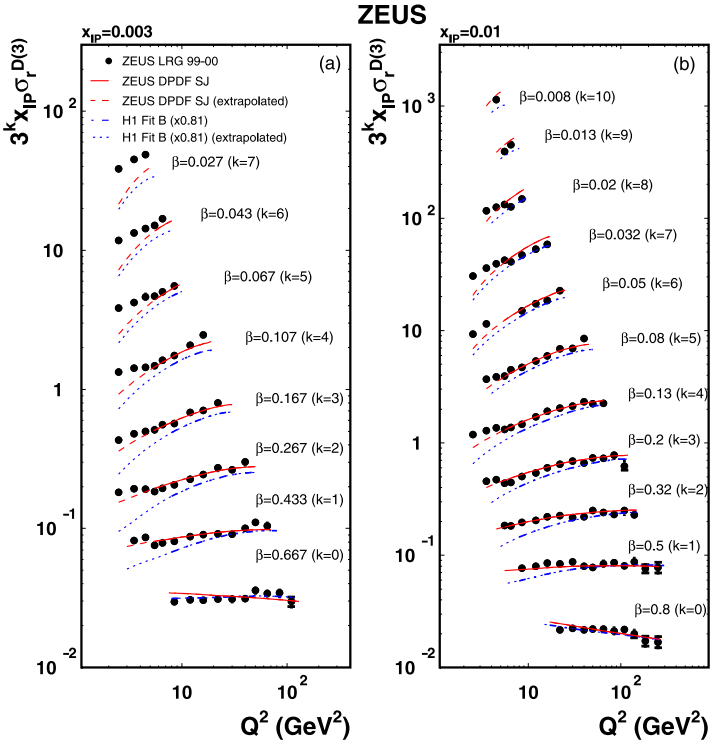 ZEUS
x_IP=0.003
x_IP=0.01
3^k x_IP σ_r^D(3)
(a)
ZEUS LRG 99-00
ZEUS DPDF SJ
ZEUS DPDF SJ (extrapolated)
H1 Fit B (x0.81)
H1 Fit B (x0.81) (extrapolated)
β=0.027 (k=7)
β=0.043 (k=6)
β=0.067 (k=5)
β=0.107 (k=4)
β=0.167 (k=3)
β=0.267 (k=2)
β=0.433 (k=1)
β=0.667 (k=0)
10^2
10
1
10^-1
10^-2
10
10^2
Q^2 (GeV^2)
3^k x_IP σ_r^D(3)
(b)
β=0.008 (k=10)
β=0.013 (k=9)
β=0.02 (k=8)
β=0.032 (k=7)
β=0.05 (k=6)
β=0.08 (k=5)
β=0.13 (k=4)
β=0.2 (k=3)
β=0.32 (k=2)
β=0.5 (k=1)
β=0.8 (k=0)
10^3
10^2
10
1
10^-1
10^-2
10
10^2
Q^2 (GeV^2)